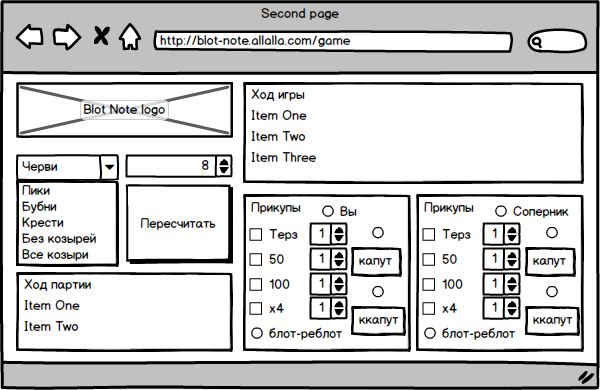 Second page
http://blot-note.allalla.com/game
Blot Note logo
Черви
8
Пики
Бубни
Крести
Без козырей
Все козыри
Пересчитать
Ход партии
Item One
Item Two
Ход игры
Item One
Item Two
Item Three
Прикупы
Вы
Терз 1
50 1
капут
100 1
x4 1
ккапут
блот-реблот
Прикупы
Соперник
Терз 1
50 1
капут
100 1
x4 1
ккапут
блот-реблот